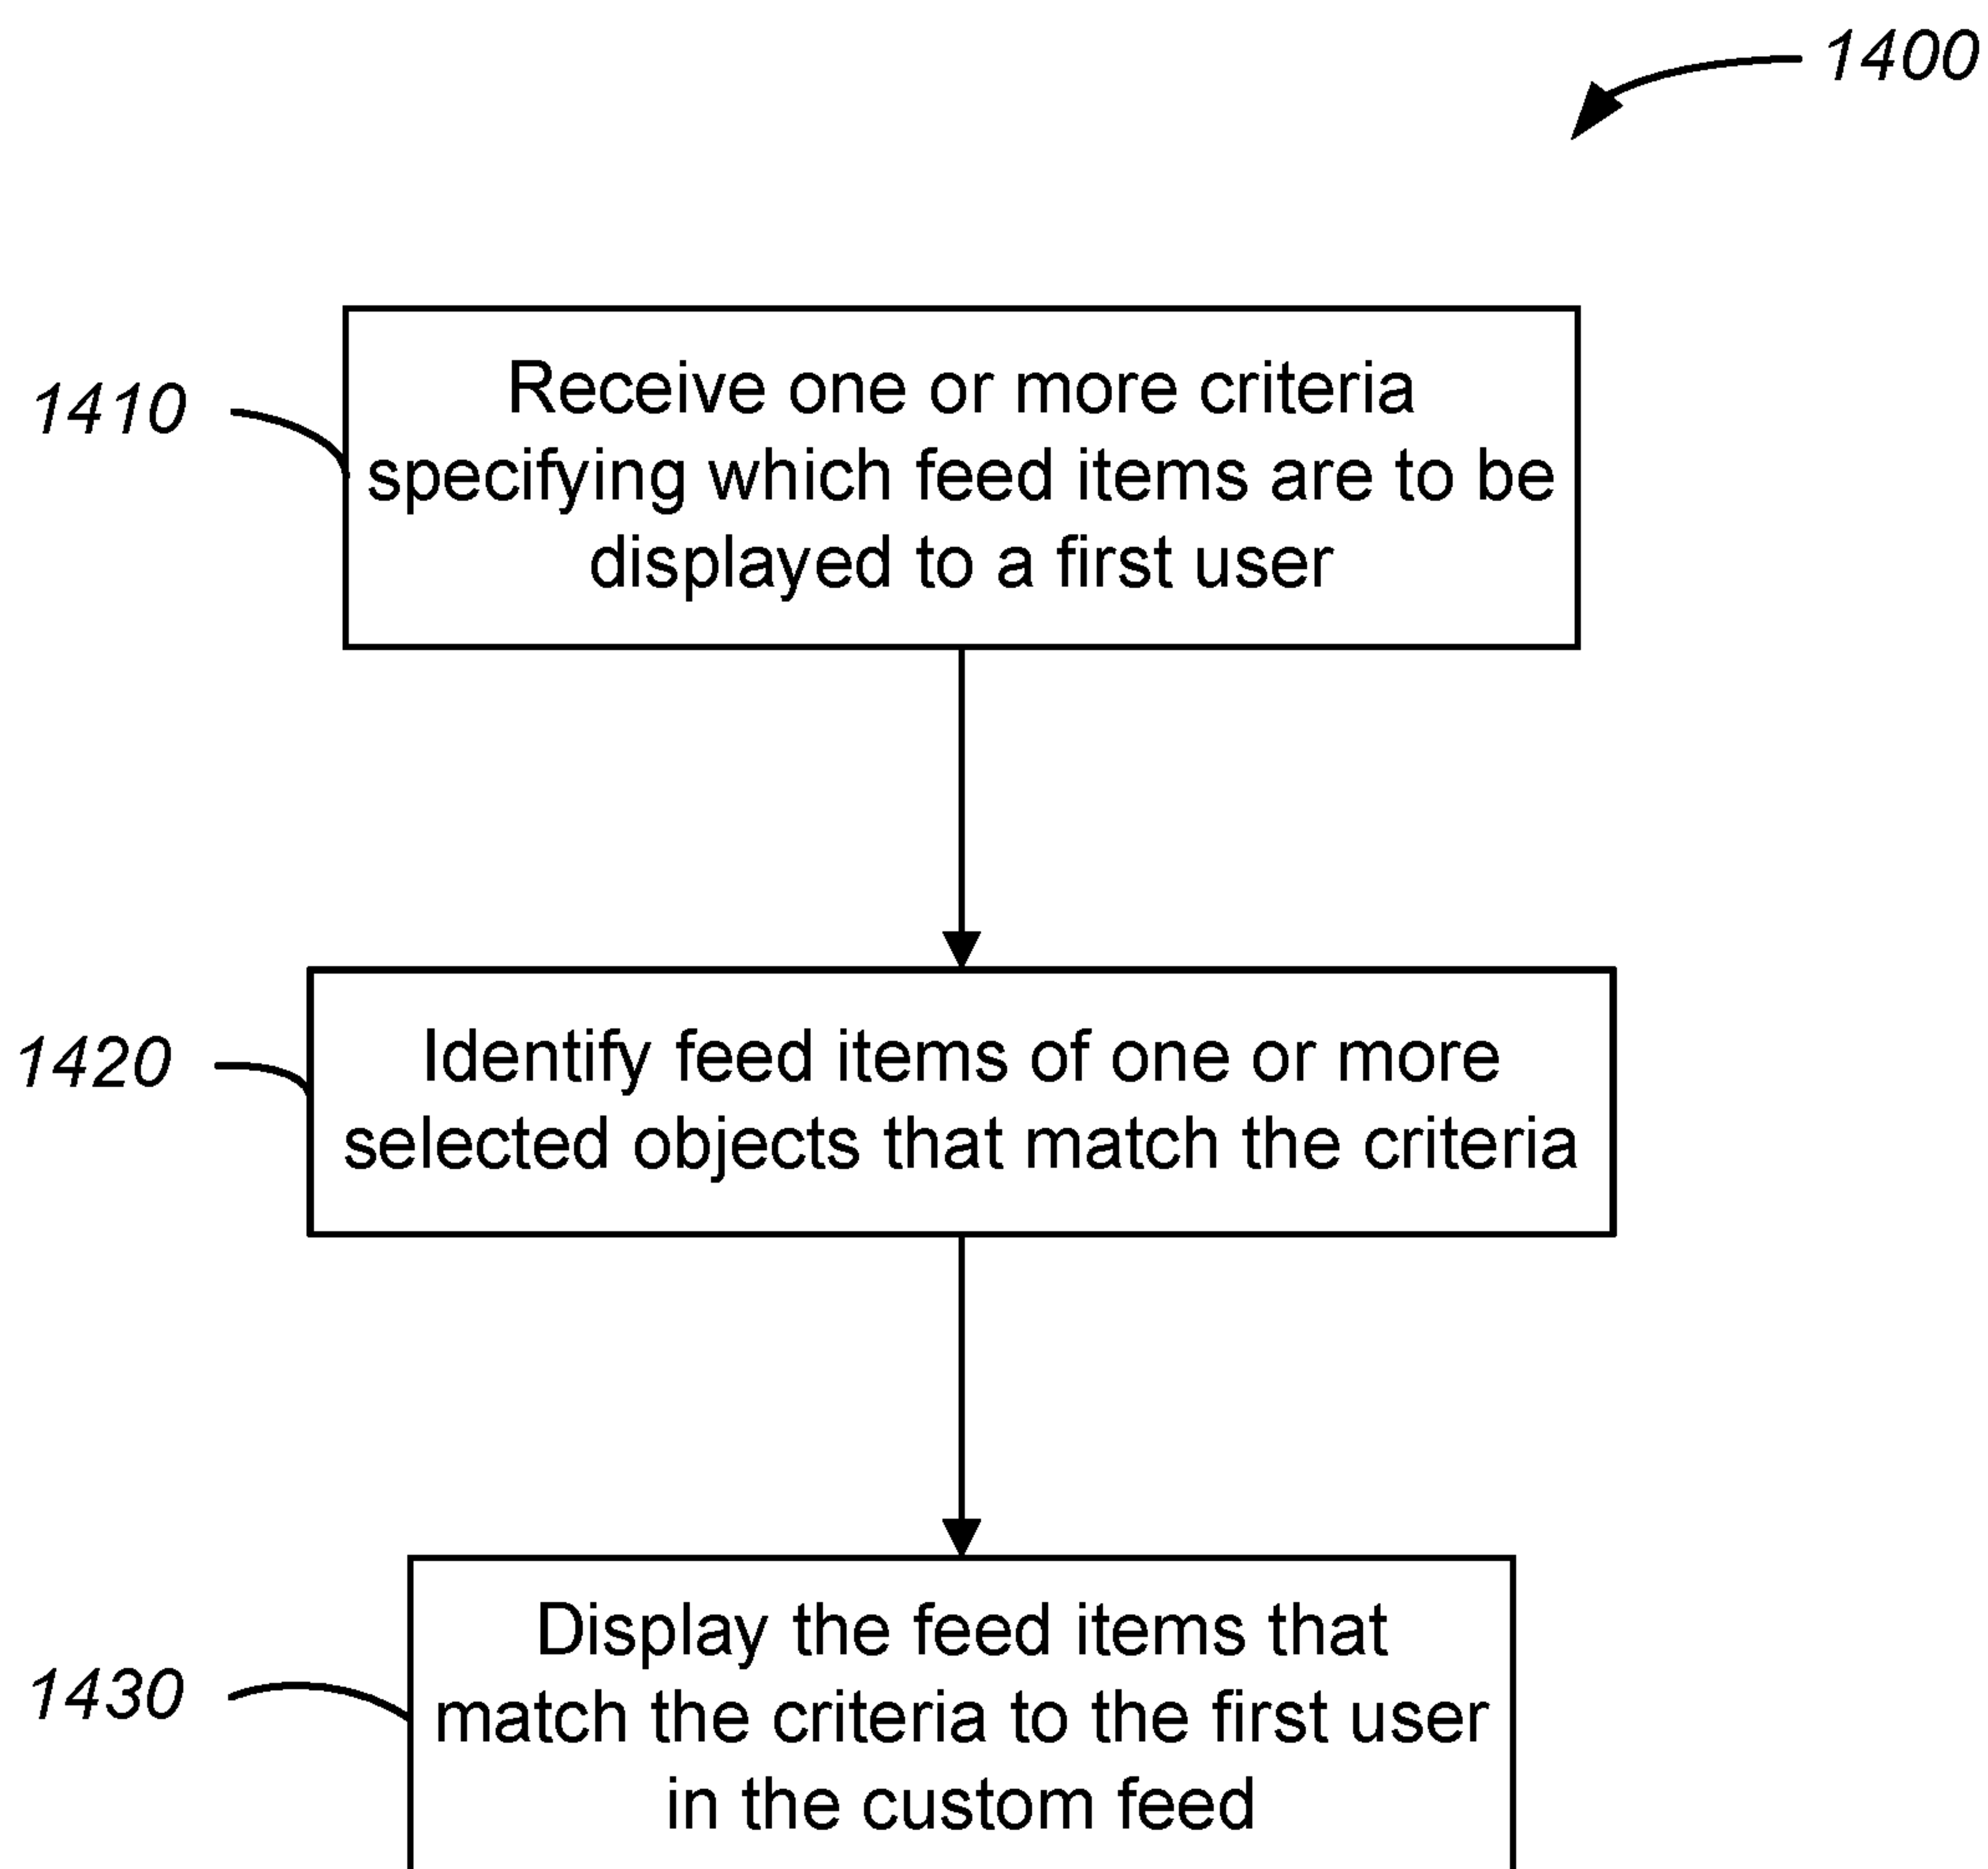 1400
1410
Receive one or more criteria
specifying which feed items are to be
displayed to a first user
1420
Identify feed items of one or more
selected objects that match the criteria
1430
Display the feed items that
match the criteria to the first user
in the custom feed